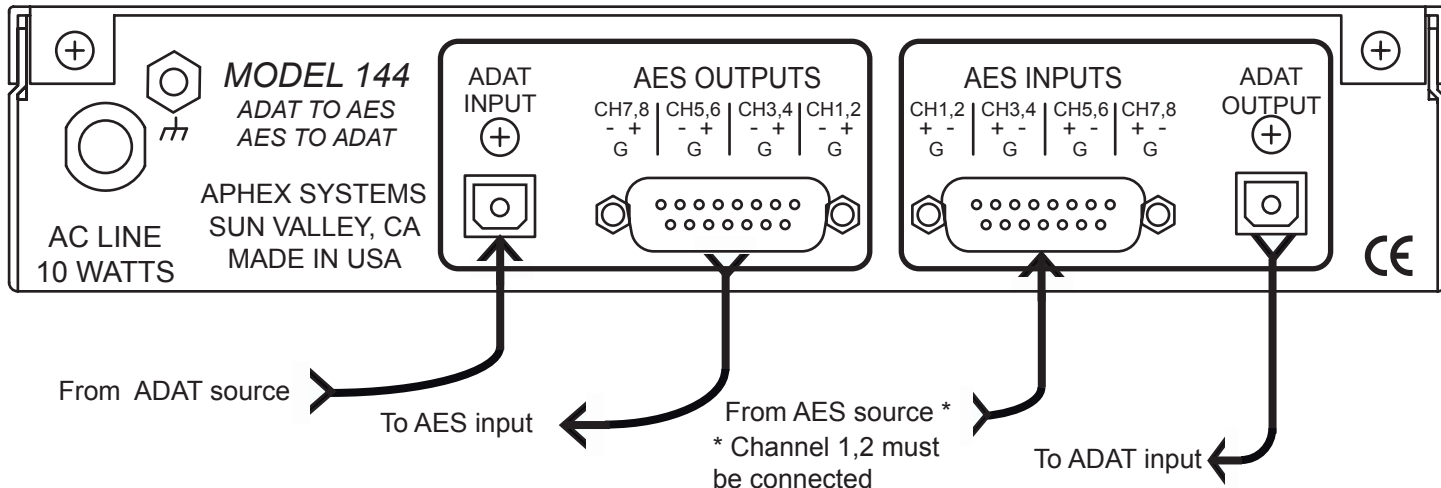 MODEL 144
ADAT TO AES
AES TO ADAT
APHEX SYSTEMS
SUN VALLEY, CA
MADE IN USA
AC LINE
10 WATTS
ADAT
INPUT
AES OUTPUTS
CH7,8 CH5,6 CH3,4 CH1,2
- + - + - + - +
G G G G
AES INPUTS
CH1,2 CH3,4 CH5,6 CH7,8
+ - + - + - + -
G G G G
ADAT
OUTPUT
CE
From ADAT source
To AES input
From AES source *
* Channel 1,2 must
be connected
To ADAT input